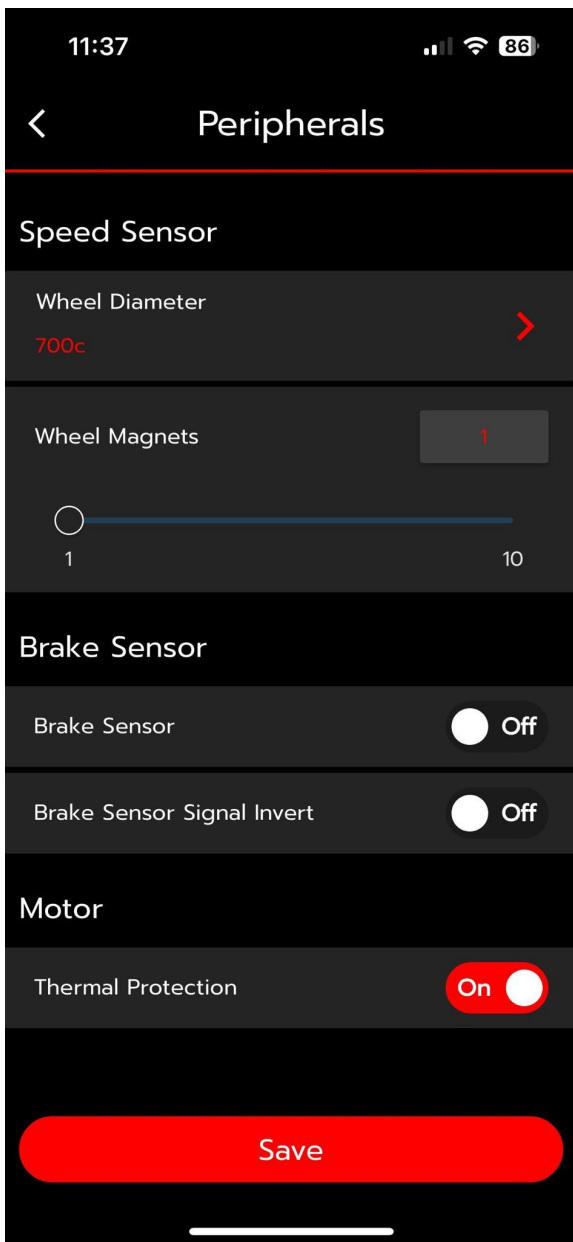 11:37
86
Peripherals
Speed Sensor
Wheel Diameter
700c
Wheel Magnets
1
1
10
Brake Sensor
Brake Sensor
Off
Brake Sensor Signal Invert
Off
Motor
Thermal Protection
On
Save